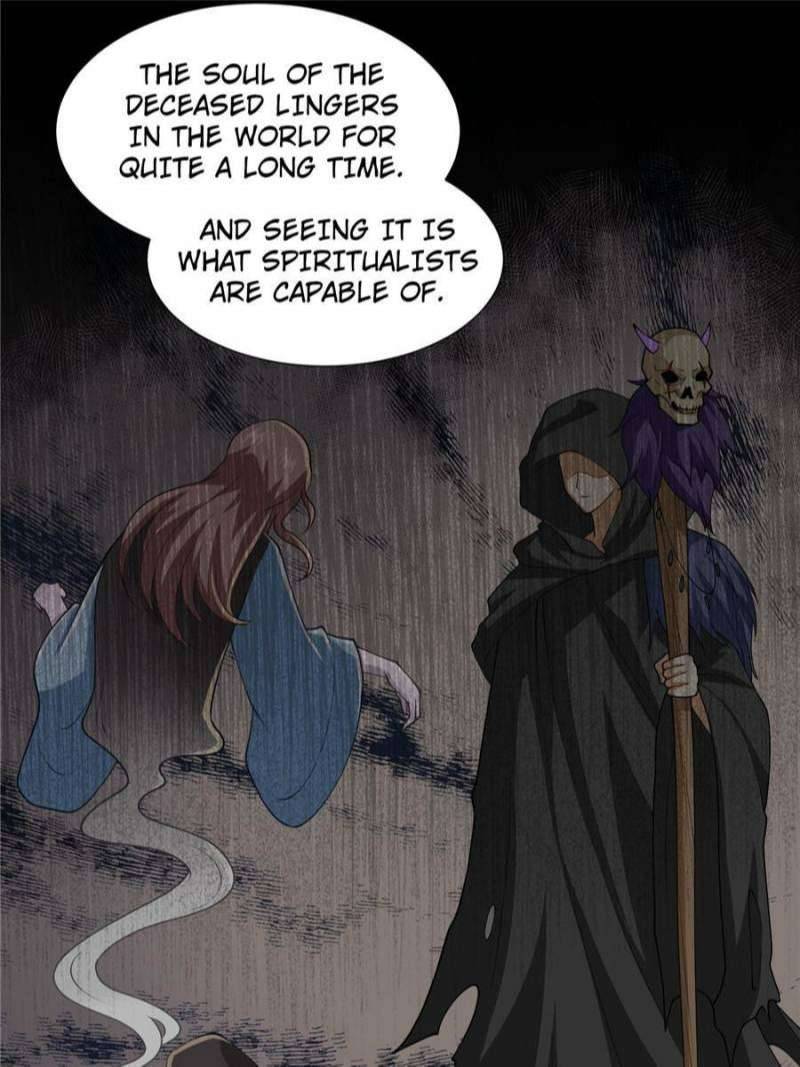 THE SOUL OF THE
DECEASED LINGERS
IN THE WORLD FOR
QUITE A LONG TIME.
AND SEEING IT IS
WHAT SPIRITUALISTS
ARE CAPABLE OF.